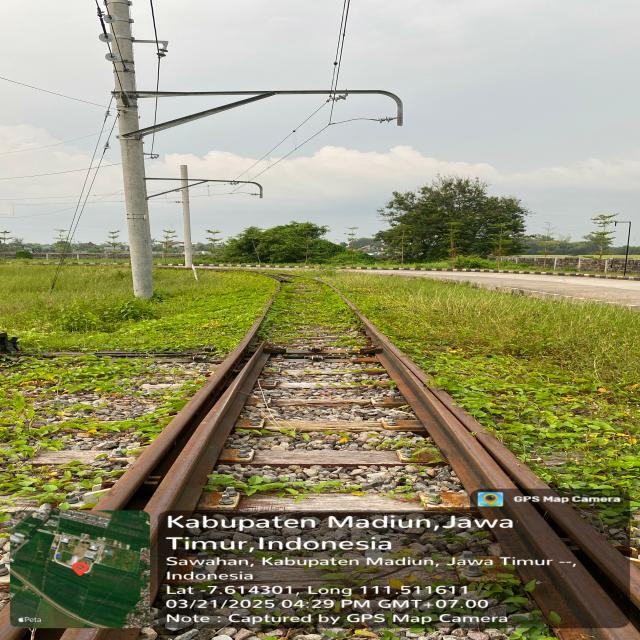 GPS Map Camera
Kabupaten Madiun,Jawa
Timur,Indonesia
Sawahan, Kabupaten Madiun, Jawa Timur --,
Indonesia
Lat -7.614301, Long 111.511611
03/21/2025 04:29 PM GMT+07.00
Note : Captured by GPS Map Camera
Peta